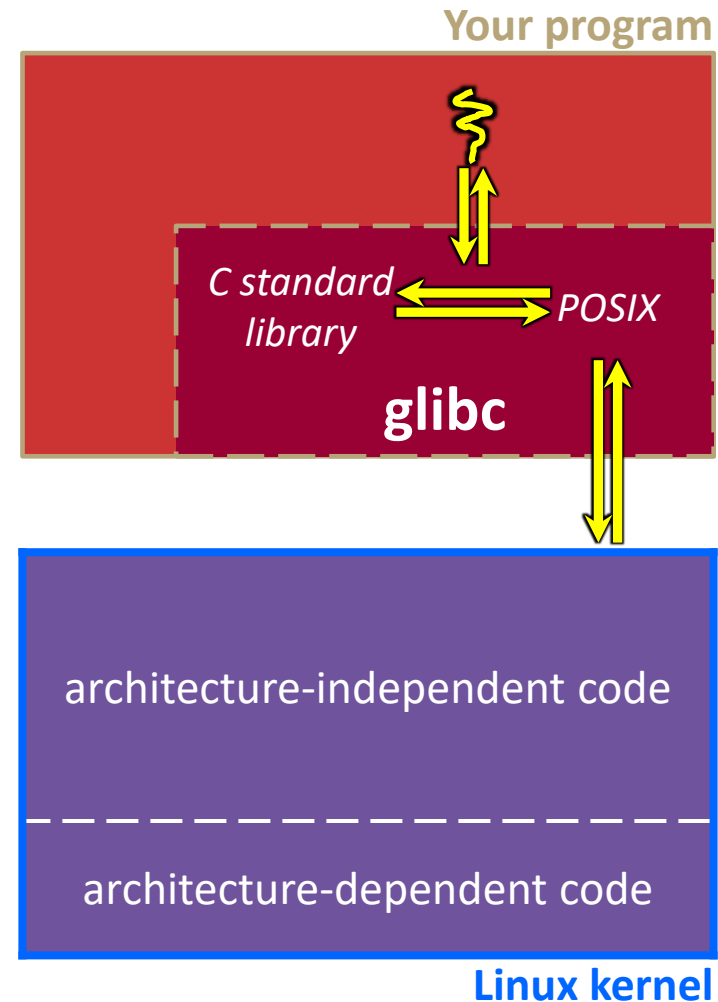 Your program
C standard
library
POSIX
glibc
architecture-independent code
architecture-dependent code
Linux kernel